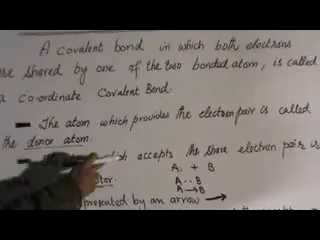 A covalent bond in which both electrons
are shared by one of the two bonded atom, is called
a co-ordinate Covalent Bond.
The atom which provides the electron pair is called
the donor atom.
accepts the share electron pair is
A: + B
A : B
A → B
presented by an arrow →